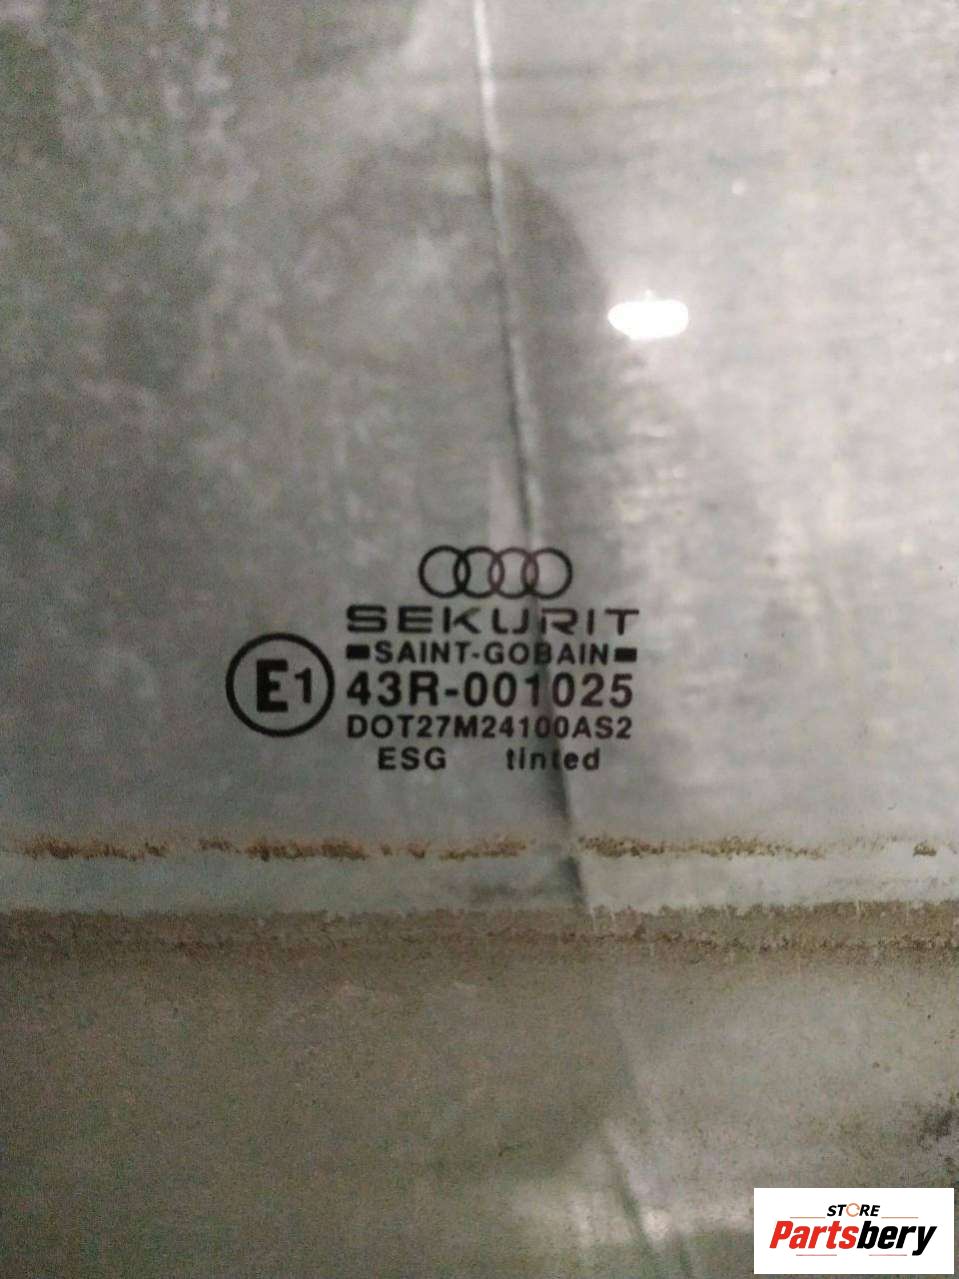 SEKURIT
SAINT-GOBAIN
E1
43R-001025
DOT27M24100AS2
ESG tinted
STORE
Partsbery